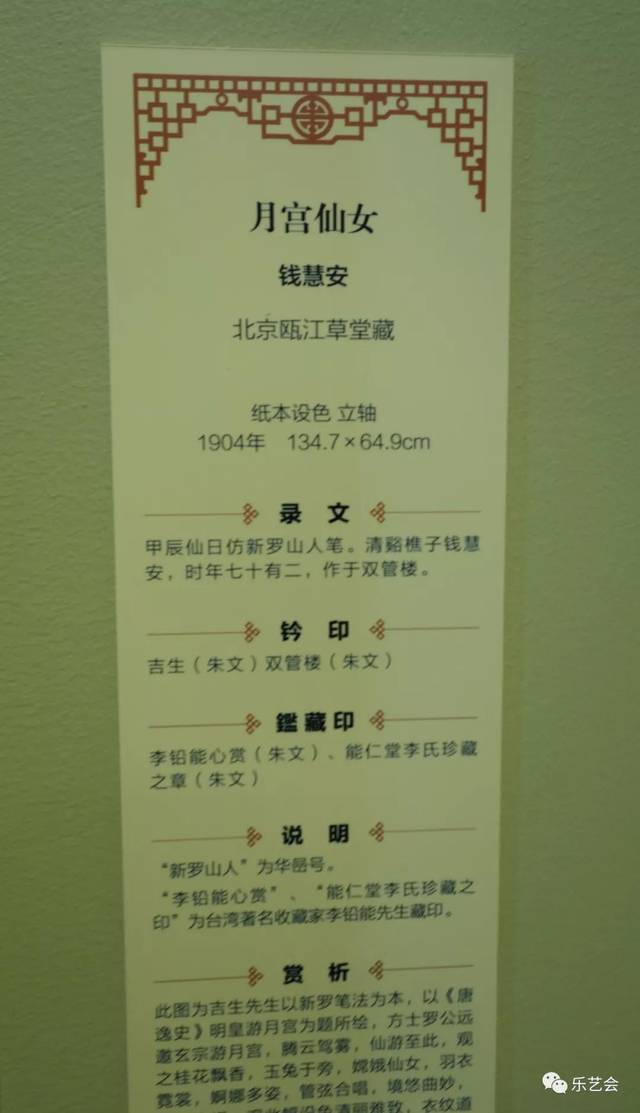 月宫仙女
钱慧安
北京瓯江草堂藏
纸本设色 立轴
1904年 134.7×64.9cm
录 文
甲辰仙日仿新罗山人笔。清谿樵子钱慧
安，时年七十有二，作于双管楼。
钤 印
吉生（朱文）双管楼（朱文）
鑑藏印
李铅能心赏（朱文）、能仁堂李氏珍藏
之章（朱文）
说 明
“新罗山人”为华喦号。
“李铅能心赏”、“能仁堂李氏珍藏之
印”为台湾著名收藏家李铅能先生藏印。
赏 析
此图为吉生先生以新罗笔法为本，以《唐
逸史》明皇游月宫为题所绘，方士罗公远
邀玄宗游月宫，腾云驾雾，仙游至此，观
之桂花飘香，玉兔于旁，嫦娥仙女，羽衣
霓裳，婀娜多姿，管弦合唱，境悠曲妙，
设色清丽雅致，衣纹道
乐艺会